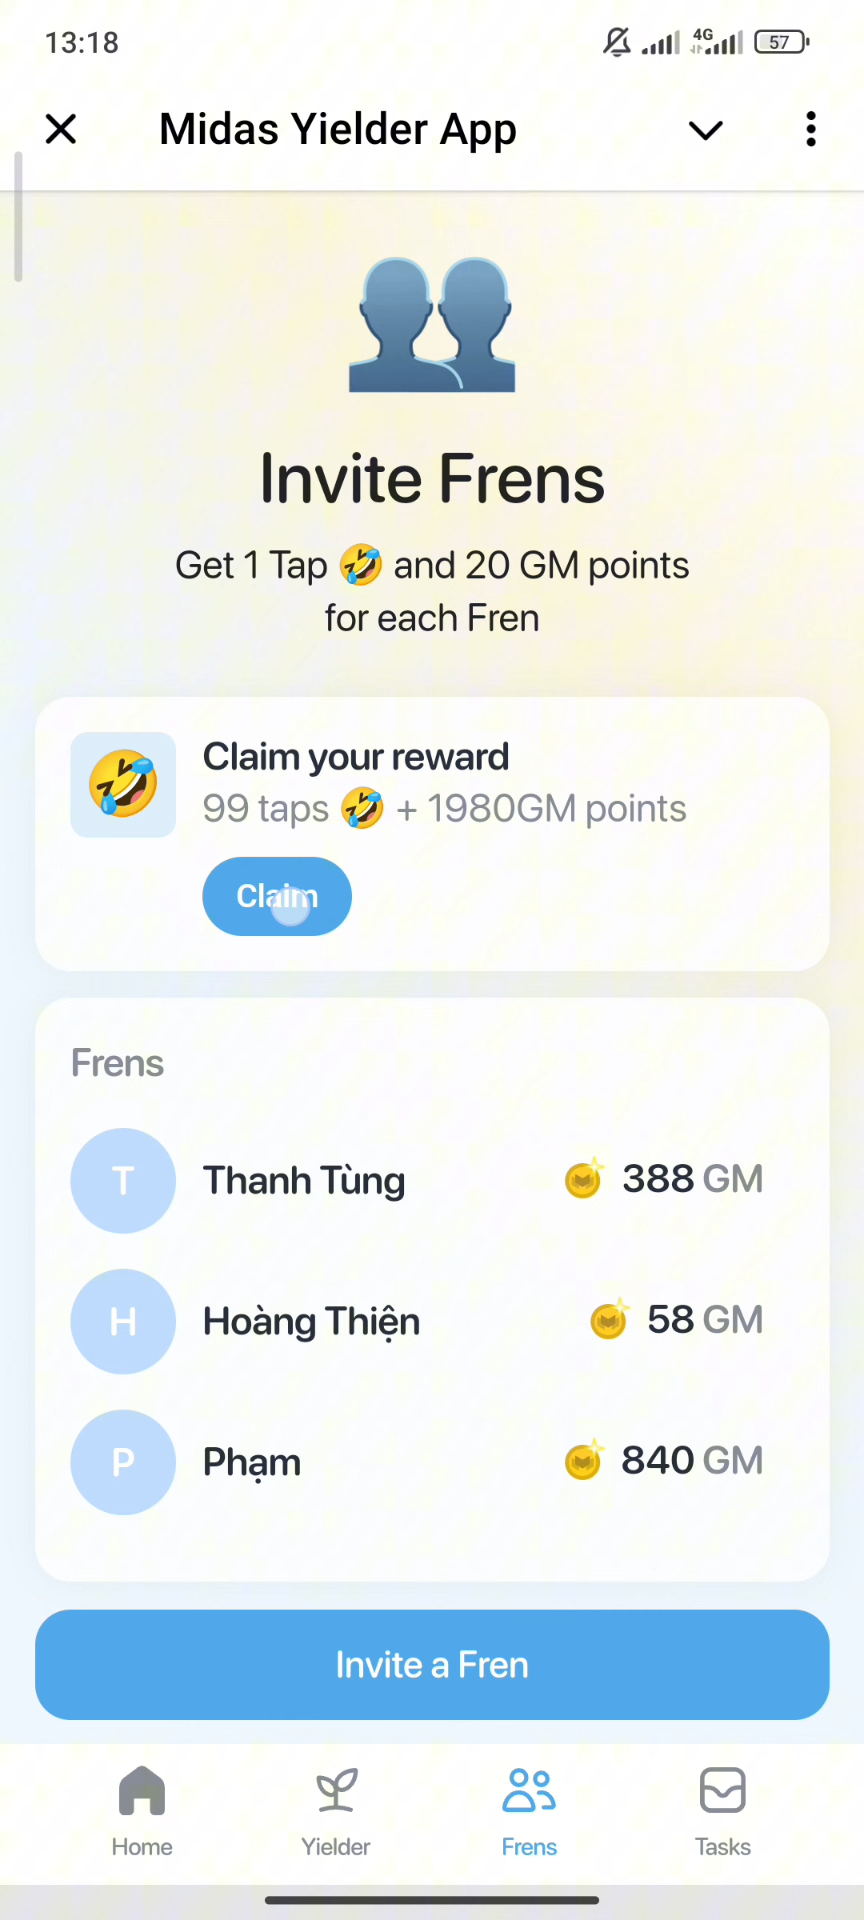 13:18
4G
57
Midas Yielder App
Invite Frens
Get 1 Tap 🤣 and 20 GM points
for each Fren
Claim your reward
99 taps 🤣 + 1980GM points
Claim
Frens
T
Thanh Tùng
388 GM
H
Hoàng Thiện
58 GM
P
Phạm
840 GM
Invite a Fren
Home
Yielder
Frens
Tasks